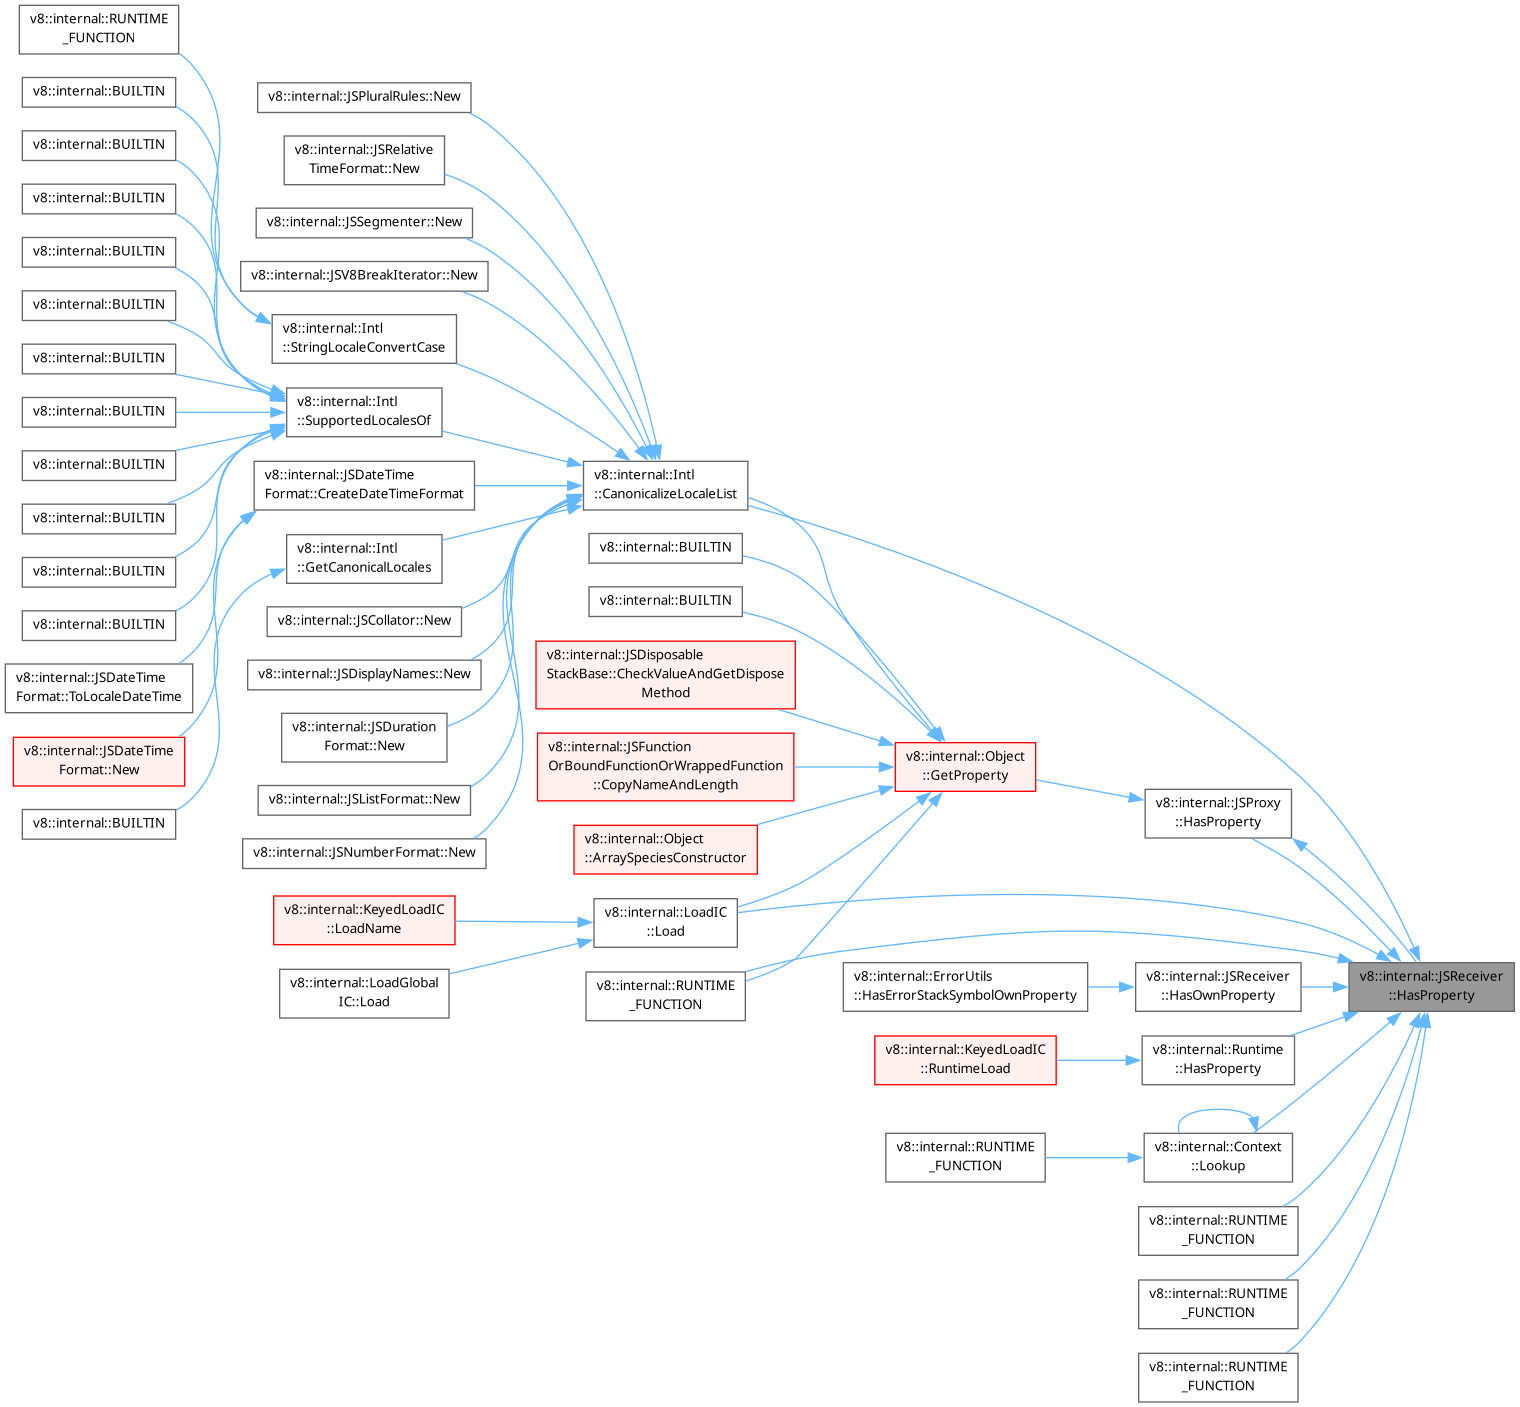 v8::internal::RUNTIME
_FUNCTION
v8::internal::BUILTIN
v8::internal::BUILTIN
v8::internal::BUILTIN
v8::internal::BUILTIN
v8::internal::BUILTIN
v8::internal::BUILTIN
v8::internal::BUILTIN
v8::internal::BUILTIN
v8::internal::BUILTIN
v8::internal::BUILTIN
v8::internal::BUILTIN
v8::internal::JSDateTime
Format::ToLocaleDateTime
v8::internal::JSDateTime
Format::New
v8::internal::BUILTIN
v8::internal::JSPluralRules::New
v8::internal::JSRelative
TimeFormat::New
v8::internal::JSSegmenter::New
v8::internal::JSV8BreakIterator::New
v8::internal::Intl
::StringLocaleConvertCase
v8::internal::Intl
::SupportedLocalesOf
v8::internal::JSDateTime
Format::CreateDateTimeFormat
v8::internal::Intl
::GetCanonicalLocales
v8::internal::JSCollator::New
v8::internal::JSDisplayNames::New
v8::internal::JSDuration
Format::New
v8::internal::JSListFormat::New
v8::internal::JSNumberFormat::New
v8::internal::KeyedLoadIC
::LoadName
v8::internal::LoadGlobal
IC::Load
v8::internal::Intl
::CanonicalizeLocaleList
v8::internal::BUILTIN
v8::internal::BUILTIN
v8::internal::JSDisposable
StackBase::CheckValueAndGetDispose
Method
v8::internal::JSFunction
OrBoundFunctionOrWrappedFunction
::CopyNameAndLength
v8::internal::Object
::ArraySpeciesConstructor
v8::internal::LoadIC
::Load
v8::internal::RUNTIME
_FUNCTION
v8::internal::Object
::GetProperty
v8::internal::ErrorUtils
::HasErrorStackSymbolOwnProperty
v8::internal::KeyedLoadIC
::RuntimeLoad
v8::internal::RUNTIME
_FUNCTION
v8::internal::JSProxy
::HasProperty
v8::internal::JSReceiver
::HasOwnProperty
v8::internal::Runtime
::HasProperty
v8::internal::Context
::Lookup
v8::internal::RUNTIME
_FUNCTION
v8::internal::RUNTIME
_FUNCTION
v8::internal::RUNTIME
_FUNCTION
v8::internal::JSReceiver
::HasProperty